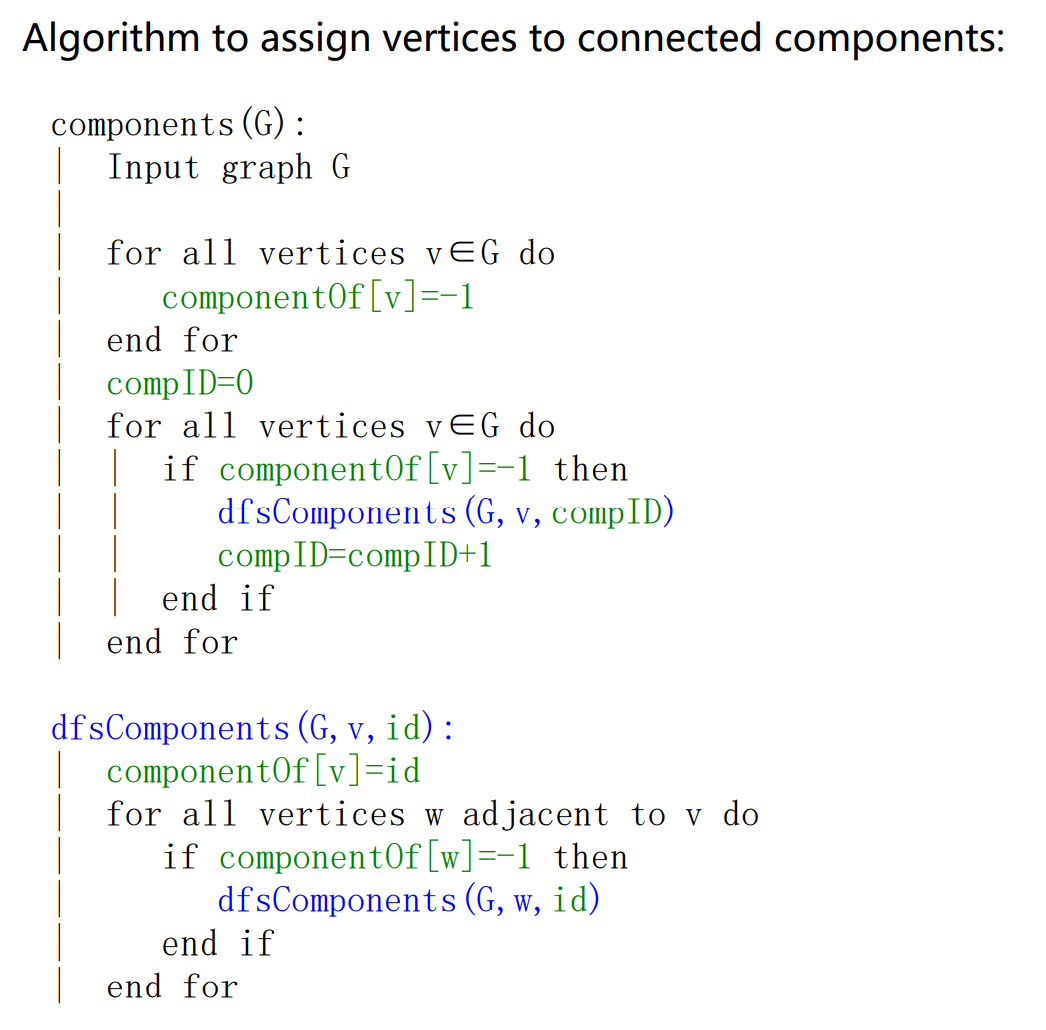 Algorithm to assign vertices to connected components:
components(G):
Input graph G
for all vertices v∈G do
componentOf[v]=-1
end for
compID=0
for all vertices v∈G do
if componentOf[v]=-1 then
dfsComponents(G,v,compID)
compID=compID+1
end if
end for
dfsComponents(G,v,id):
componentOf[v]=id
for all vertices w adjacent to v do
if componentOf[w]=-1 then
dfsComponents(G,w,id)
end if
end for